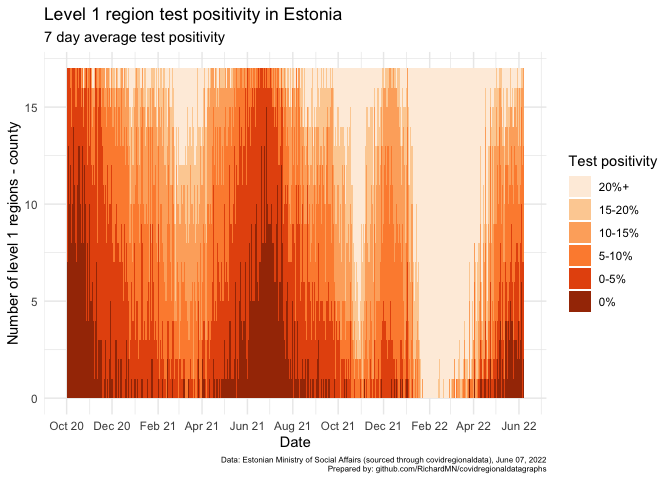 Level 1 region test positivity in Estonia
7 day average test positivity
Number of level 1 regions - county
15
10
5
0
Oct 20 Dec 20 Feb 21 Apr 21 Jun 21 Aug 21 Oct 21 Dec 21 Feb 22 Apr 22 Jun 22
Date
Test positivity
20%+
15-20%
10-15%
5-10%
0-5%
0%
Data: Estonian Ministry of Social Affairs (sourced through covidregionaldata), June 07, 2022
Prepared by: github.com/RichardMN/covidregionaldatagraphs